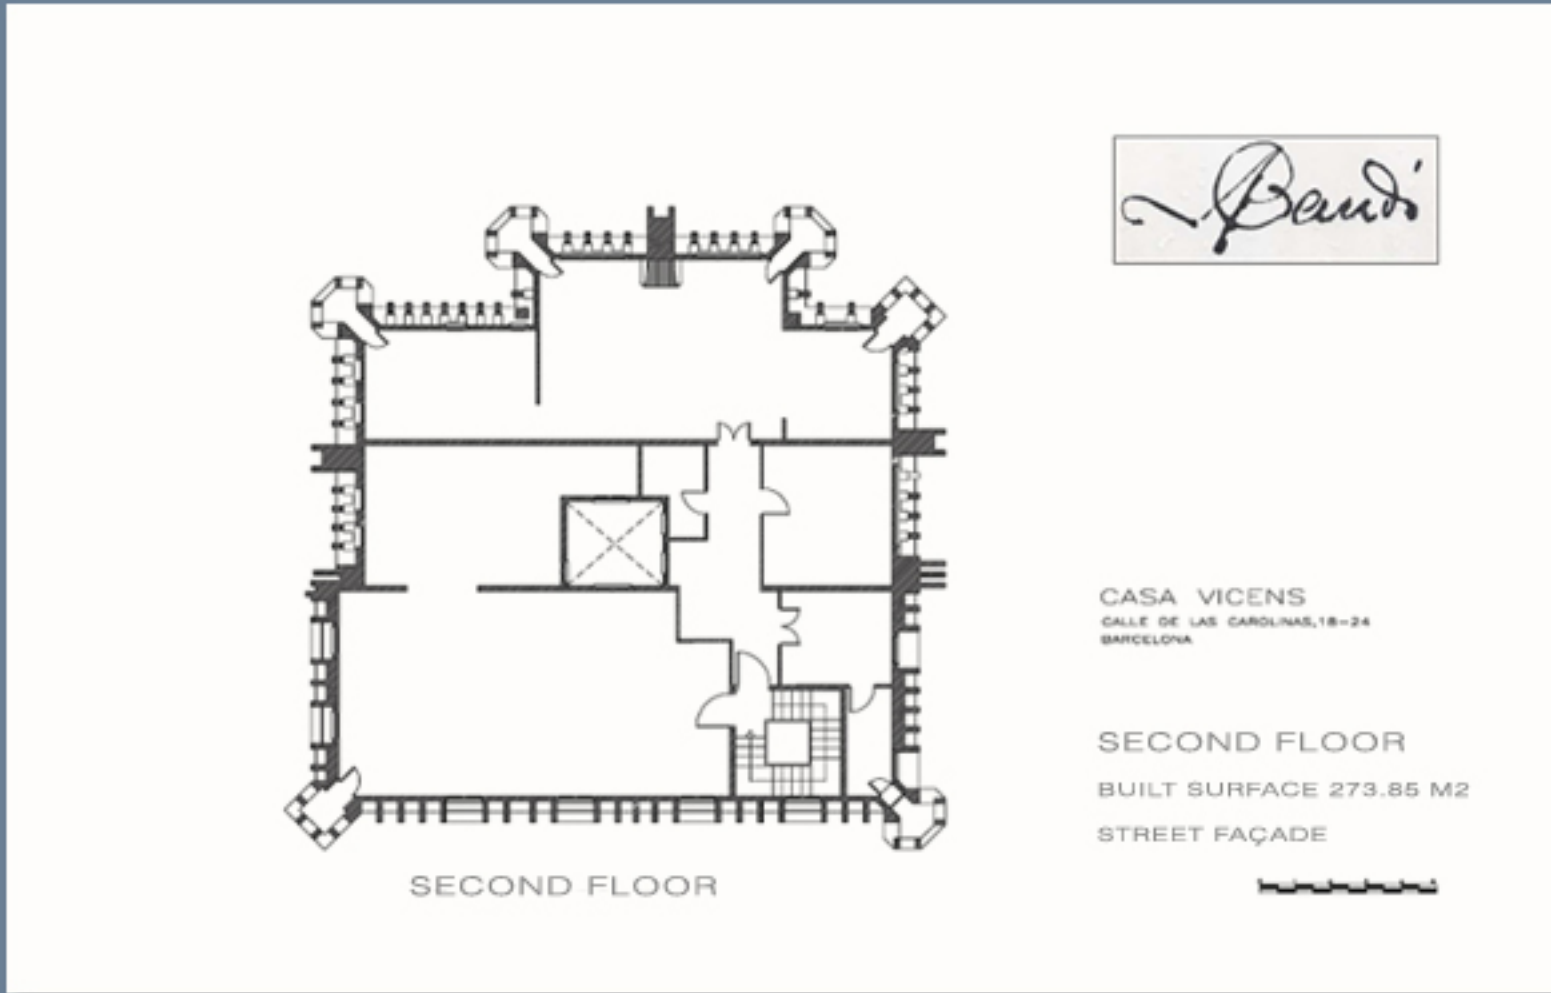 Gaudí
CASA VICENS
CALLE DE LAS CAROLINAS,18-24
BARCELONA
SECOND FLOOR
BUILT SURFACE 273.85 M2
STREET FAÇADE
SECOND FLOOR